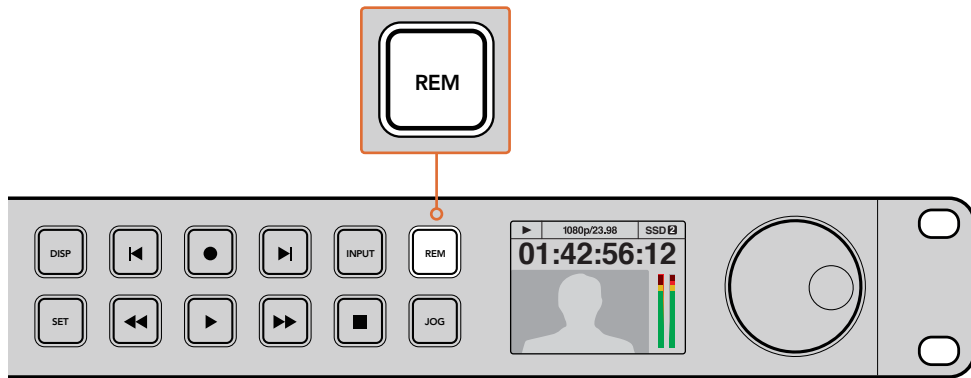 REM
DISP
INPUT
REM
1080p/23.98
SSD 2
01:42:56:12
SET
JOG